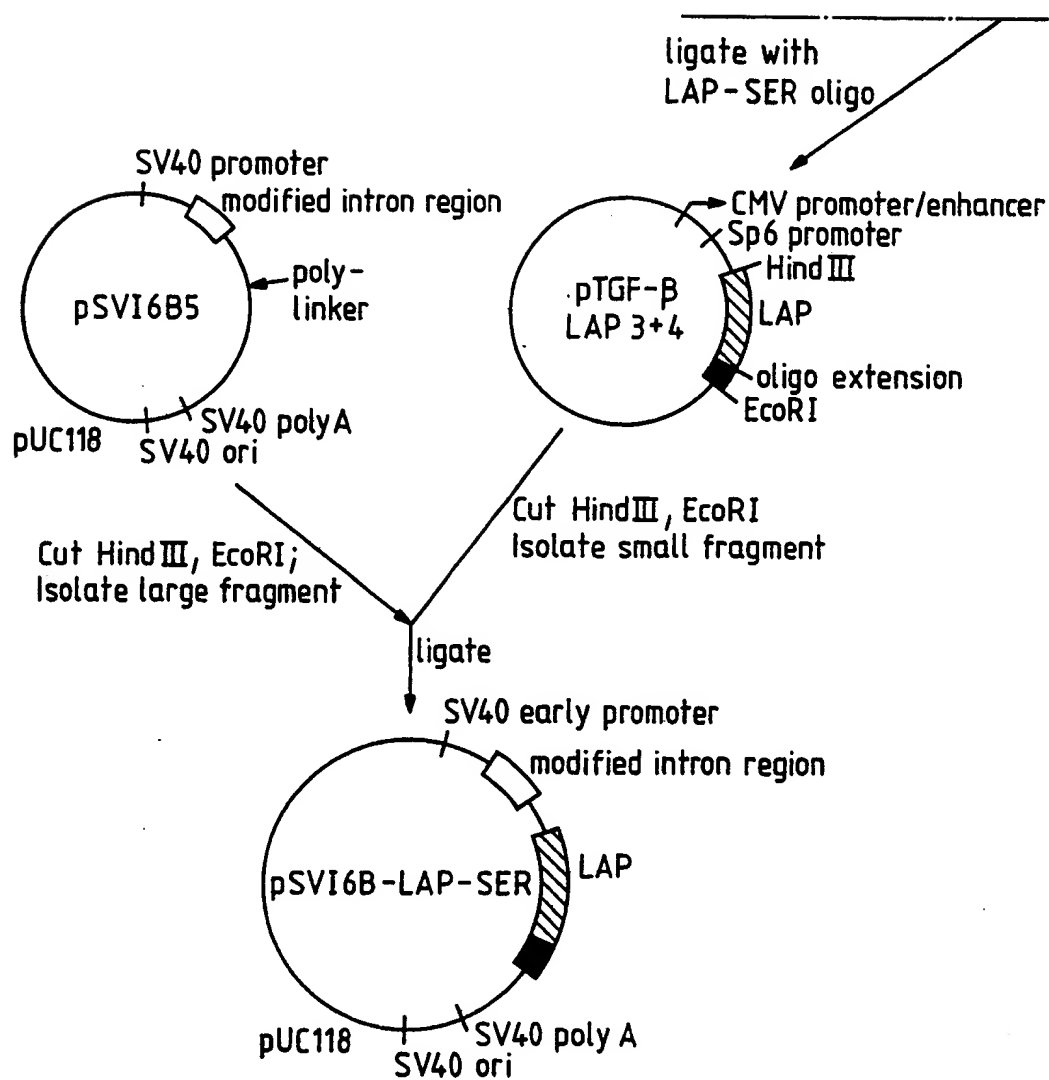 ligate with
LAP-SER oligo
SV40 promoter
modified intron region
pSVI6B5
poly-
linker
SV40 poly A
pUC118
SV40 ori
CMV promoter/enhancer
Sp6 promoter
Hind III
pTGF-β
LAP 3+4
LAP
oligo extension
EcoRI
Cut Hind III, EcoRI;
Isolate large fragment
Cut Hind III, EcoRI
Isolate small fragment
ligate
SV40 early promoter
modified intron region
pSVI6B-LAP-SER
LAP
pUC118
SV40 poly A
SV40 ori